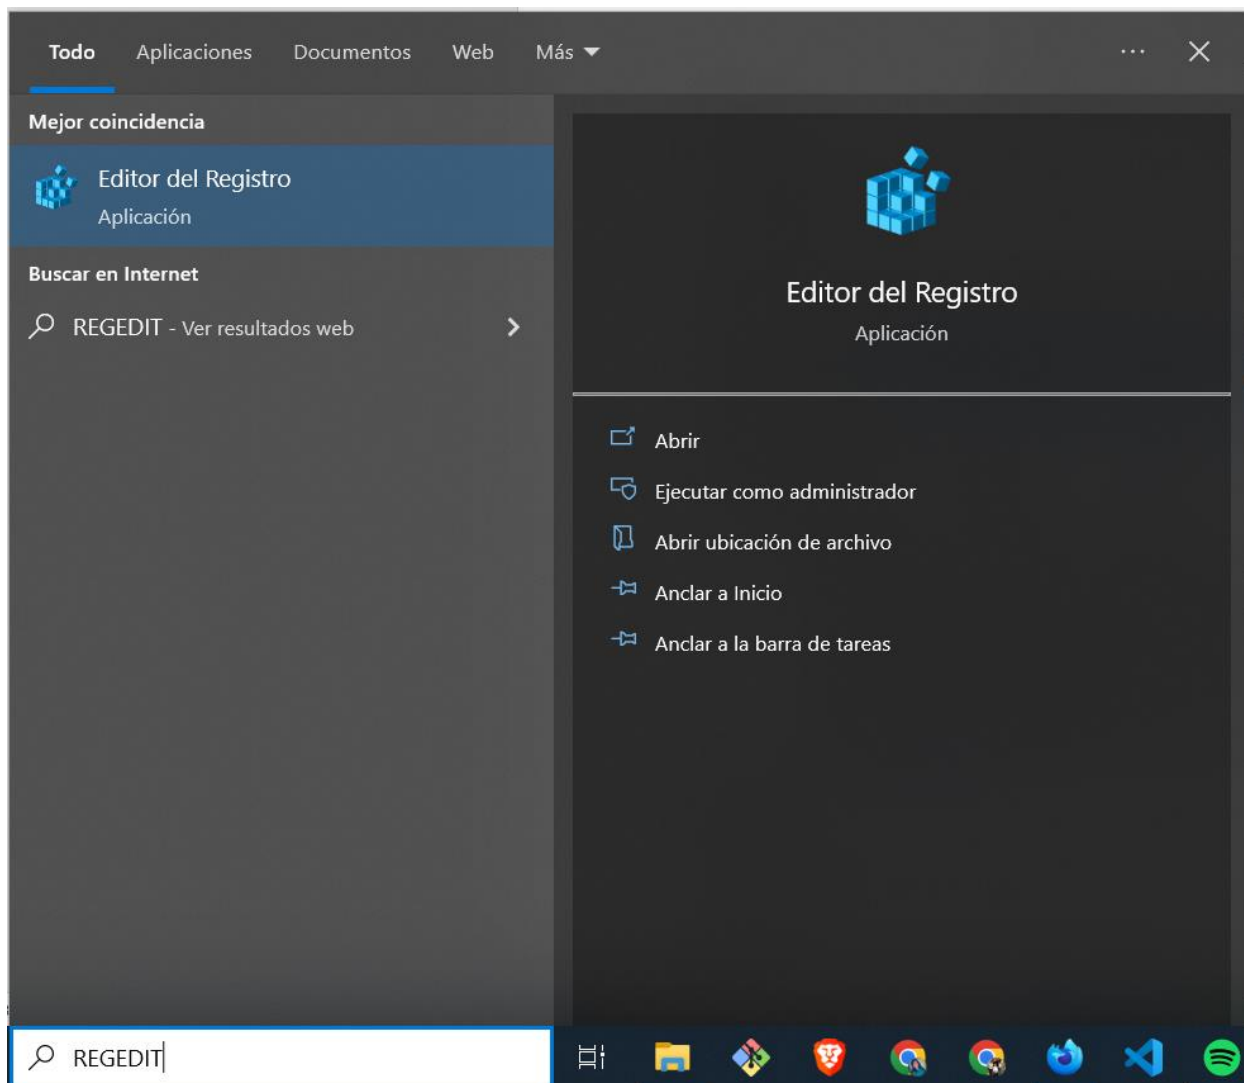 Todo Aplicaciones Documentos Web Más
Mejor coincidencia
Editor del Registro
Aplicación
Buscar en Internet
REGEDIT - Ver resultados web
Editor del Registro
Aplicación
Abrir
Ejecutar como administrador
Abrir ubicación de archivo
Anclar a Inicio
Anclar a la barra de tareas
REGEDIT